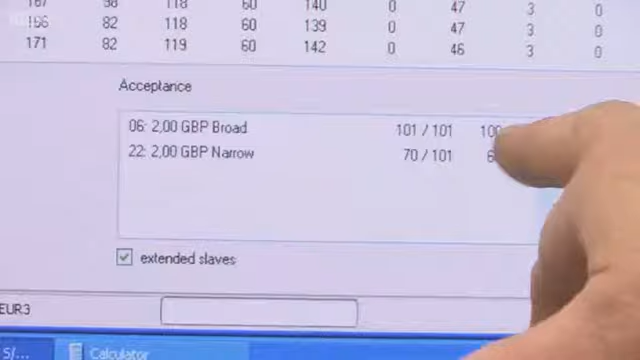 167 98 118 60 140 0 47 3 0
166 82 118 60 139 0 47 3 0
171 82 119 60 142 0 46 3 0
Acceptance
06: 2,00 GBP Broad 101 / 101
22: 2,00 GBP Narrow 70 / 101
extended slaves
EUR3
S/...
Calculator